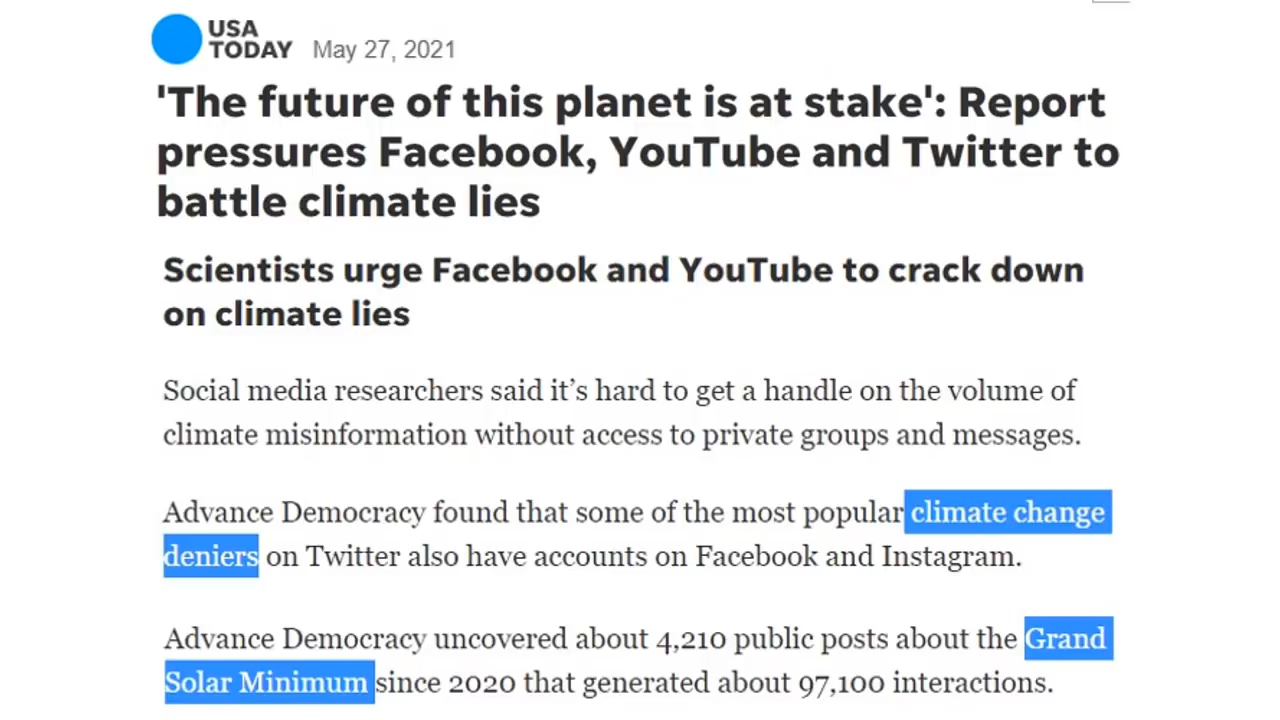 USA
TODAY May 27, 2021
'The future of this planet is at stake': Report
pressures Facebook, YouTube and Twitter to
battle climate lies
Scientists urge Facebook and YouTube to crack down
on climate lies
Social media researchers said it’s hard to get a handle on the volume of
climate misinformation without access to private groups and messages.
Advance Democracy found that some of the most popular climate change
deniers on Twitter also have accounts on Facebook and Instagram.
Advance Democracy uncovered about 4,210 public posts about the Grand
Solar Minimum since 2020 that generated about 97,100 interactions.